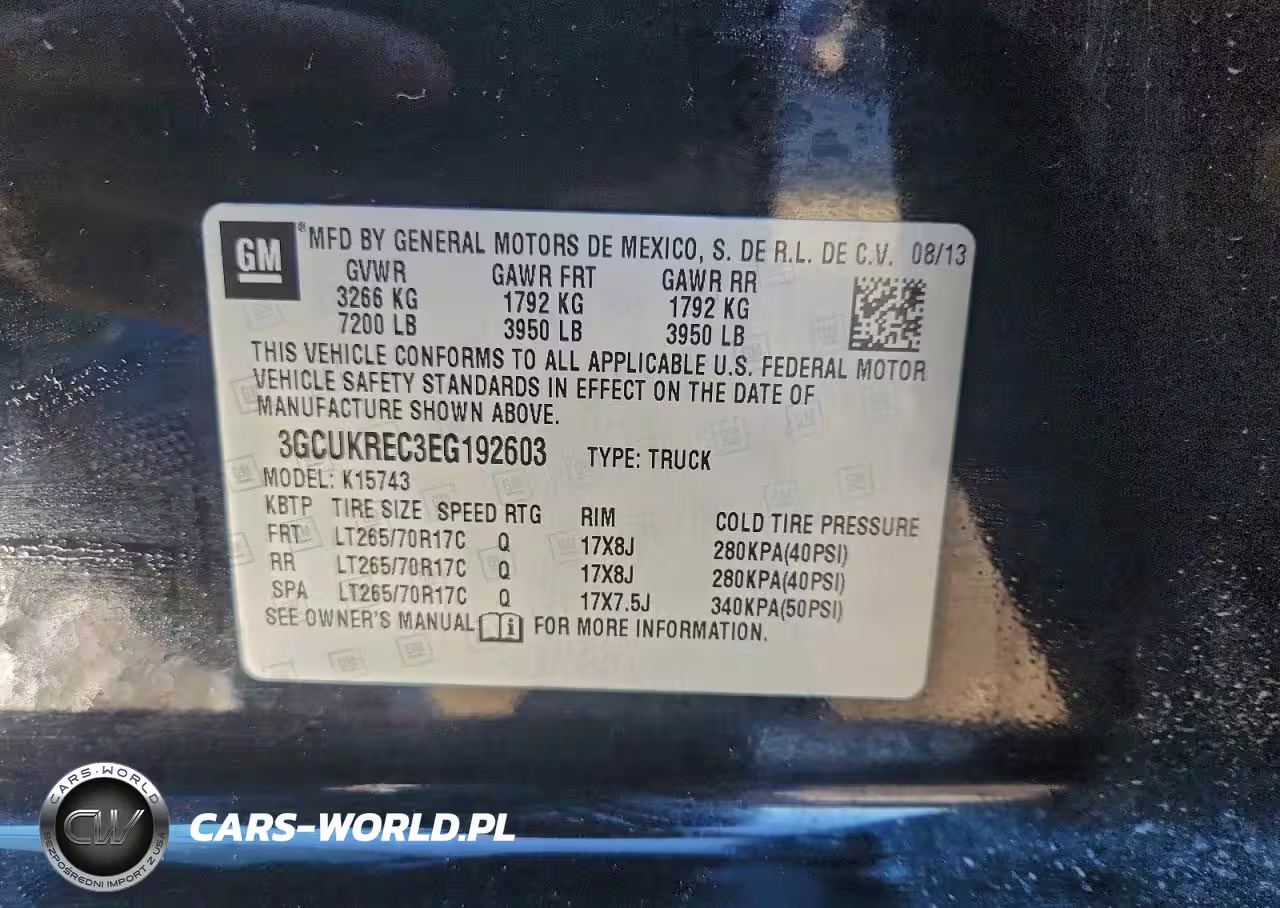 GM
® MFD BY GENERAL MOTORS DE MEXICO, S. DE R.L. DE C.V. 08/13
GVWR GAWR FRT GAWR RR
3266 KG 1792 KG 1792 KG
7200 LB 3950 LB 3950 LB
THIS VEHICLE CONFORMS TO ALL APPLICABLE U.S. FEDERAL MOTOR
VEHICLE SAFETY STANDARDS IN EFFECT ON THE DATE OF
MANUFACTURE SHOWN ABOVE.
3GCUKREC3EG192603 TYPE: TRUCK
MODEL: K15743
KBTP TIRE SIZE SPEED RTG RIM COLD TIRE PRESSURE
FRT LT265/70R17C Q 17X8J 280KPA(40PSI)
RR LT265/70R17C Q 17X8J 280KPA(40PSI)
SPA LT265/70R17C Q 17X7.5J 340KPA(50PSI)
SEE OWNER'S MANUAL i FOR MORE INFORMATION.
CARS-WORLD
CW
BEZPOŚREDNI IMPORT Z USA
CARS-WORLD.PL